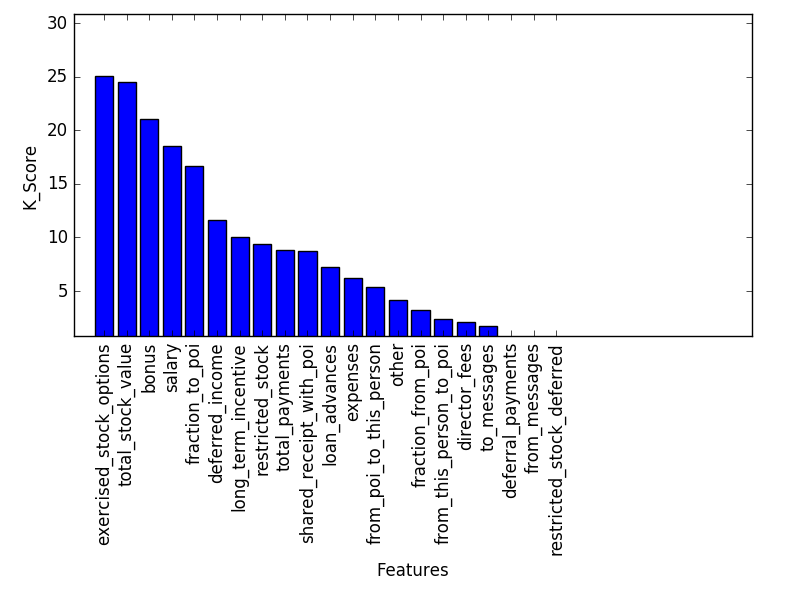 30
25
20
15
10
5
K_Score
exercised_stock_options
total_stock_value
bonus
salary
fraction_to_poi
deferred_income
long_term_incentive
restricted_stock
total_payments
shared_receipt_with_poi
loan_advances
expenses
from_poi_to_this_person
other
fraction_from_poi
from_this_person_to_poi
director_fees
to_messages
deferral_payments
from_messages
restricted_stock_deferred
Features